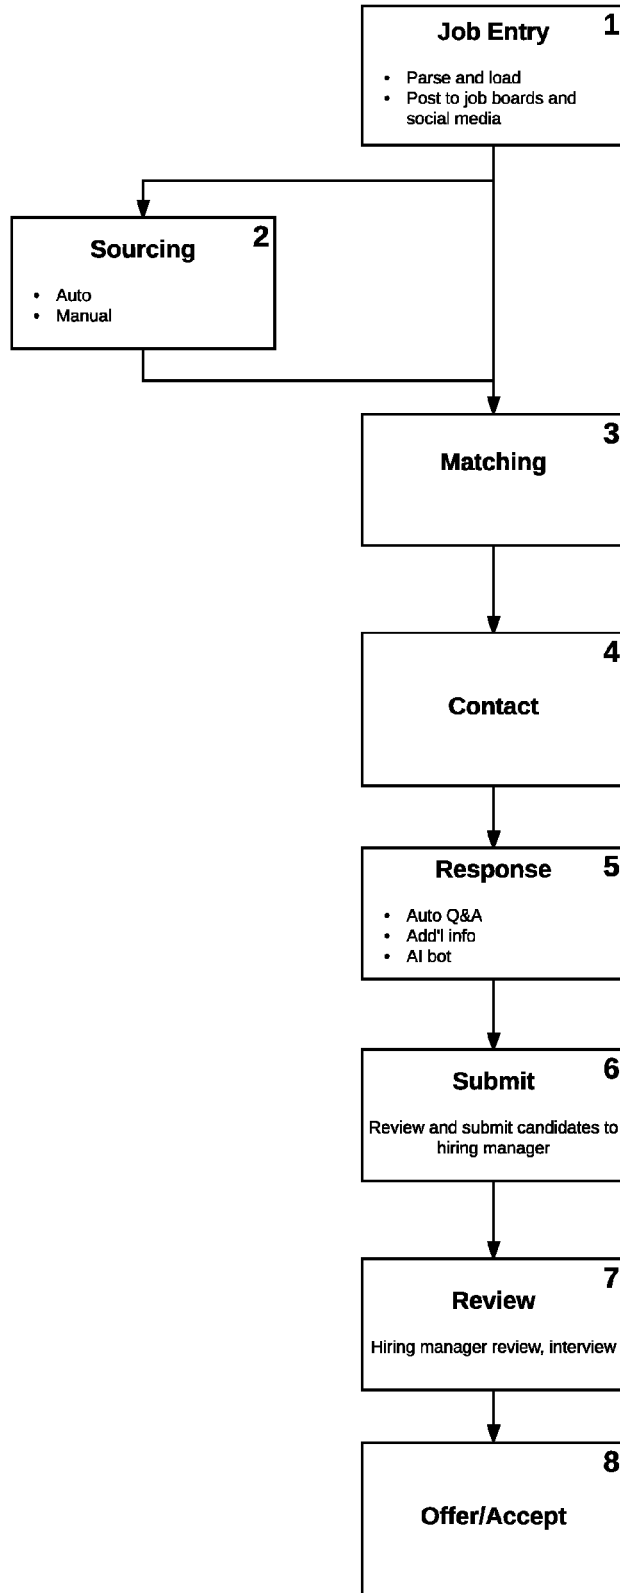 1
Job Entry
• Parse and load
• Post to job boards and
social media
2
Sourcing
• Auto
• Manual
3
Matching
4
Contact
5
Response
• Auto Q&A
• Add'l info
• AI bot
6
Submit
Review and submit candidates to
hiring manager
7
Review
Hiring manager review, interview
8
Offer/Accept